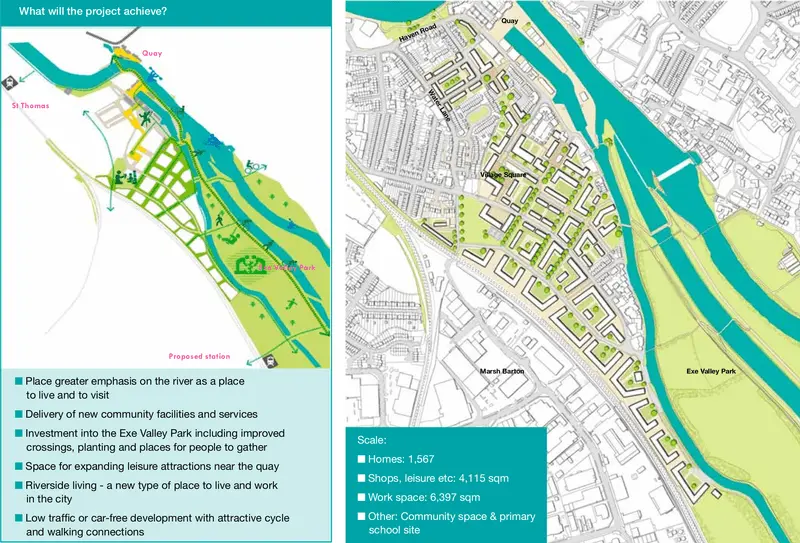 What will the project achieve?
Quay
St Thomas
Exe Valley Park
Proposed station
Place greater emphasis on the river as a place
to live and to visit
Delivery of new community facilities and services
Investment into the Exe Valley Park including improved
crossings, planting and places for people to gather
Space for expanding leisure attractions near the quay
Riverside living - a new type of place to live and work
in the city
Low traffic or car-free development with attractive cycle
and walking connections
Quay
Haven Road
Water Lane
Village Square
Marsh Barton
Exe Valley Park
Scale:
Homes: 1,567
Shops, leisure etc: 4,115 sqm
Work space: 6,397 sqm
Other: Community space & primary
school site